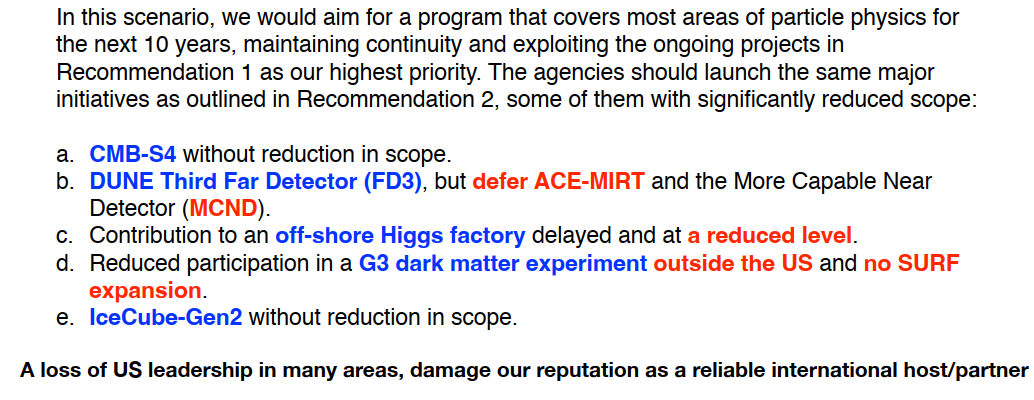 In this scenario, we would aim for a program that covers most areas of particle physics for
the next 10 years, maintaining continuity and exploiting the ongoing projects in
Recommendation 1 as our highest priority. The agencies should launch the same major
initiatives as outlined in Recommendation 2, some of them with significantly reduced scope:
a. CMB-S4 without reduction in scope.
b. DUNE Third Far Detector (FD3), but defer ACE-MIRT and the More Capable Near
Detector (MCND).
c. Contribution to an off-shore Higgs factory delayed and at a reduced level.
d. Reduced participation in a G3 dark matter experiment outside the US and no SURF
expansion.
e. IceCube-Gen2 without reduction in scope.
A loss of US leadership in many areas, damage our reputation as a reliable international host/partner